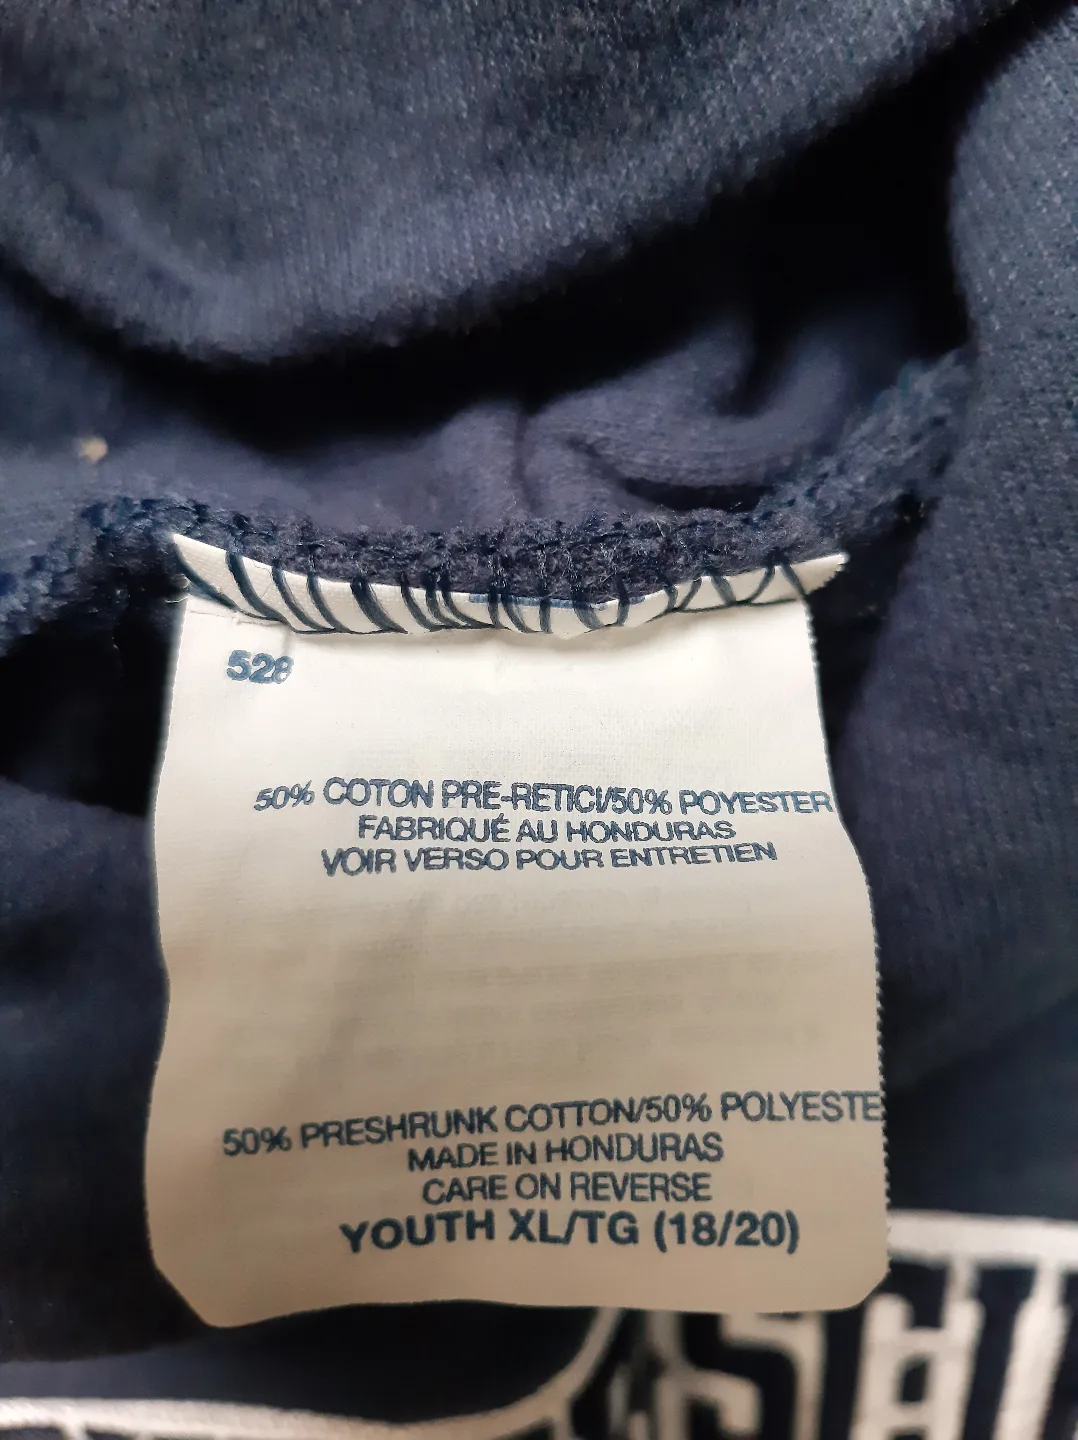 528
50% COTON PRE-RETICI/50% POYESTER
FABRIQUÉ AU HONDURAS
VOIR VERSO POUR ENTRETIEN
50% PRESHRUNK COTTON/50% POLYESTE
MADE IN HONDURAS
CARE ON REVERSE
YOUTH XL/TG (18/20)